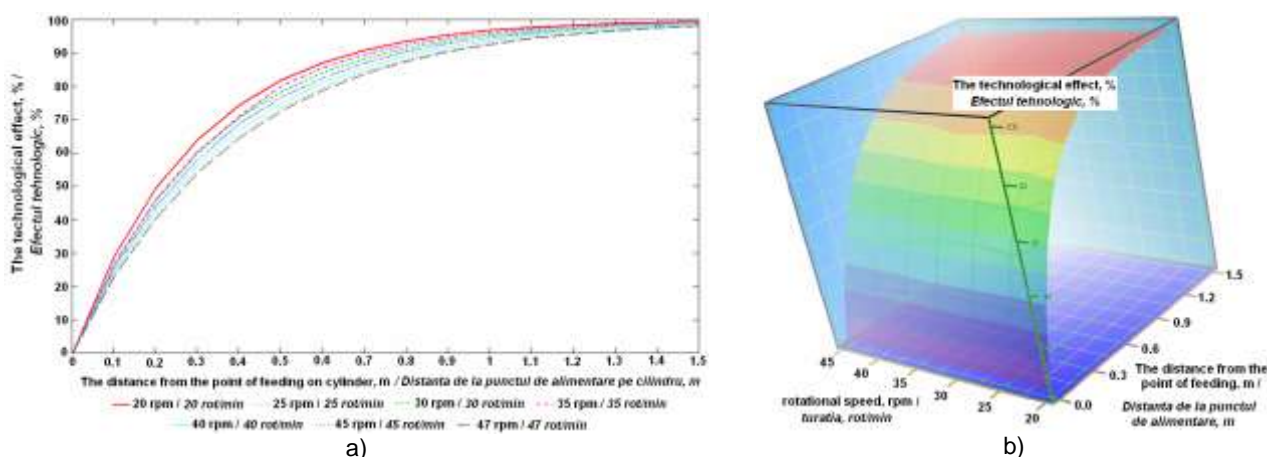 100
90
80
70
60
50
40
30
20
10
0
The technological effect, % /
Efectul tehnologic, %
0 0.1 0.2 0.3 0.4 0.5 0.6 0.7 0.8 0.9 1 1.1 1.2 1.3 1.4 1.5
The distance from the point of feeding on cylinder, m / Distanta de la punctul de alimentare pe cilindru, m
20 rpm / 20 rot/min 25 rpm / 25 rot/min 30 rpm / 30 rot/min 35 rpm / 35 rot/min
40 rpm / 40 rot/min 45 rpm / 45 rot/min 47 rpm / 47 rot/min
a)
The technological effect, %
Efectul tehnologic, %
45 40 35 30 25 20
rotational speed, rpm /
turatia, rot/min
0.0 0.3 0.6 0.9 1.2 1.5
The distance from the
point of feeding, m /
Distanta de la punctul
de alimentare, m
b)